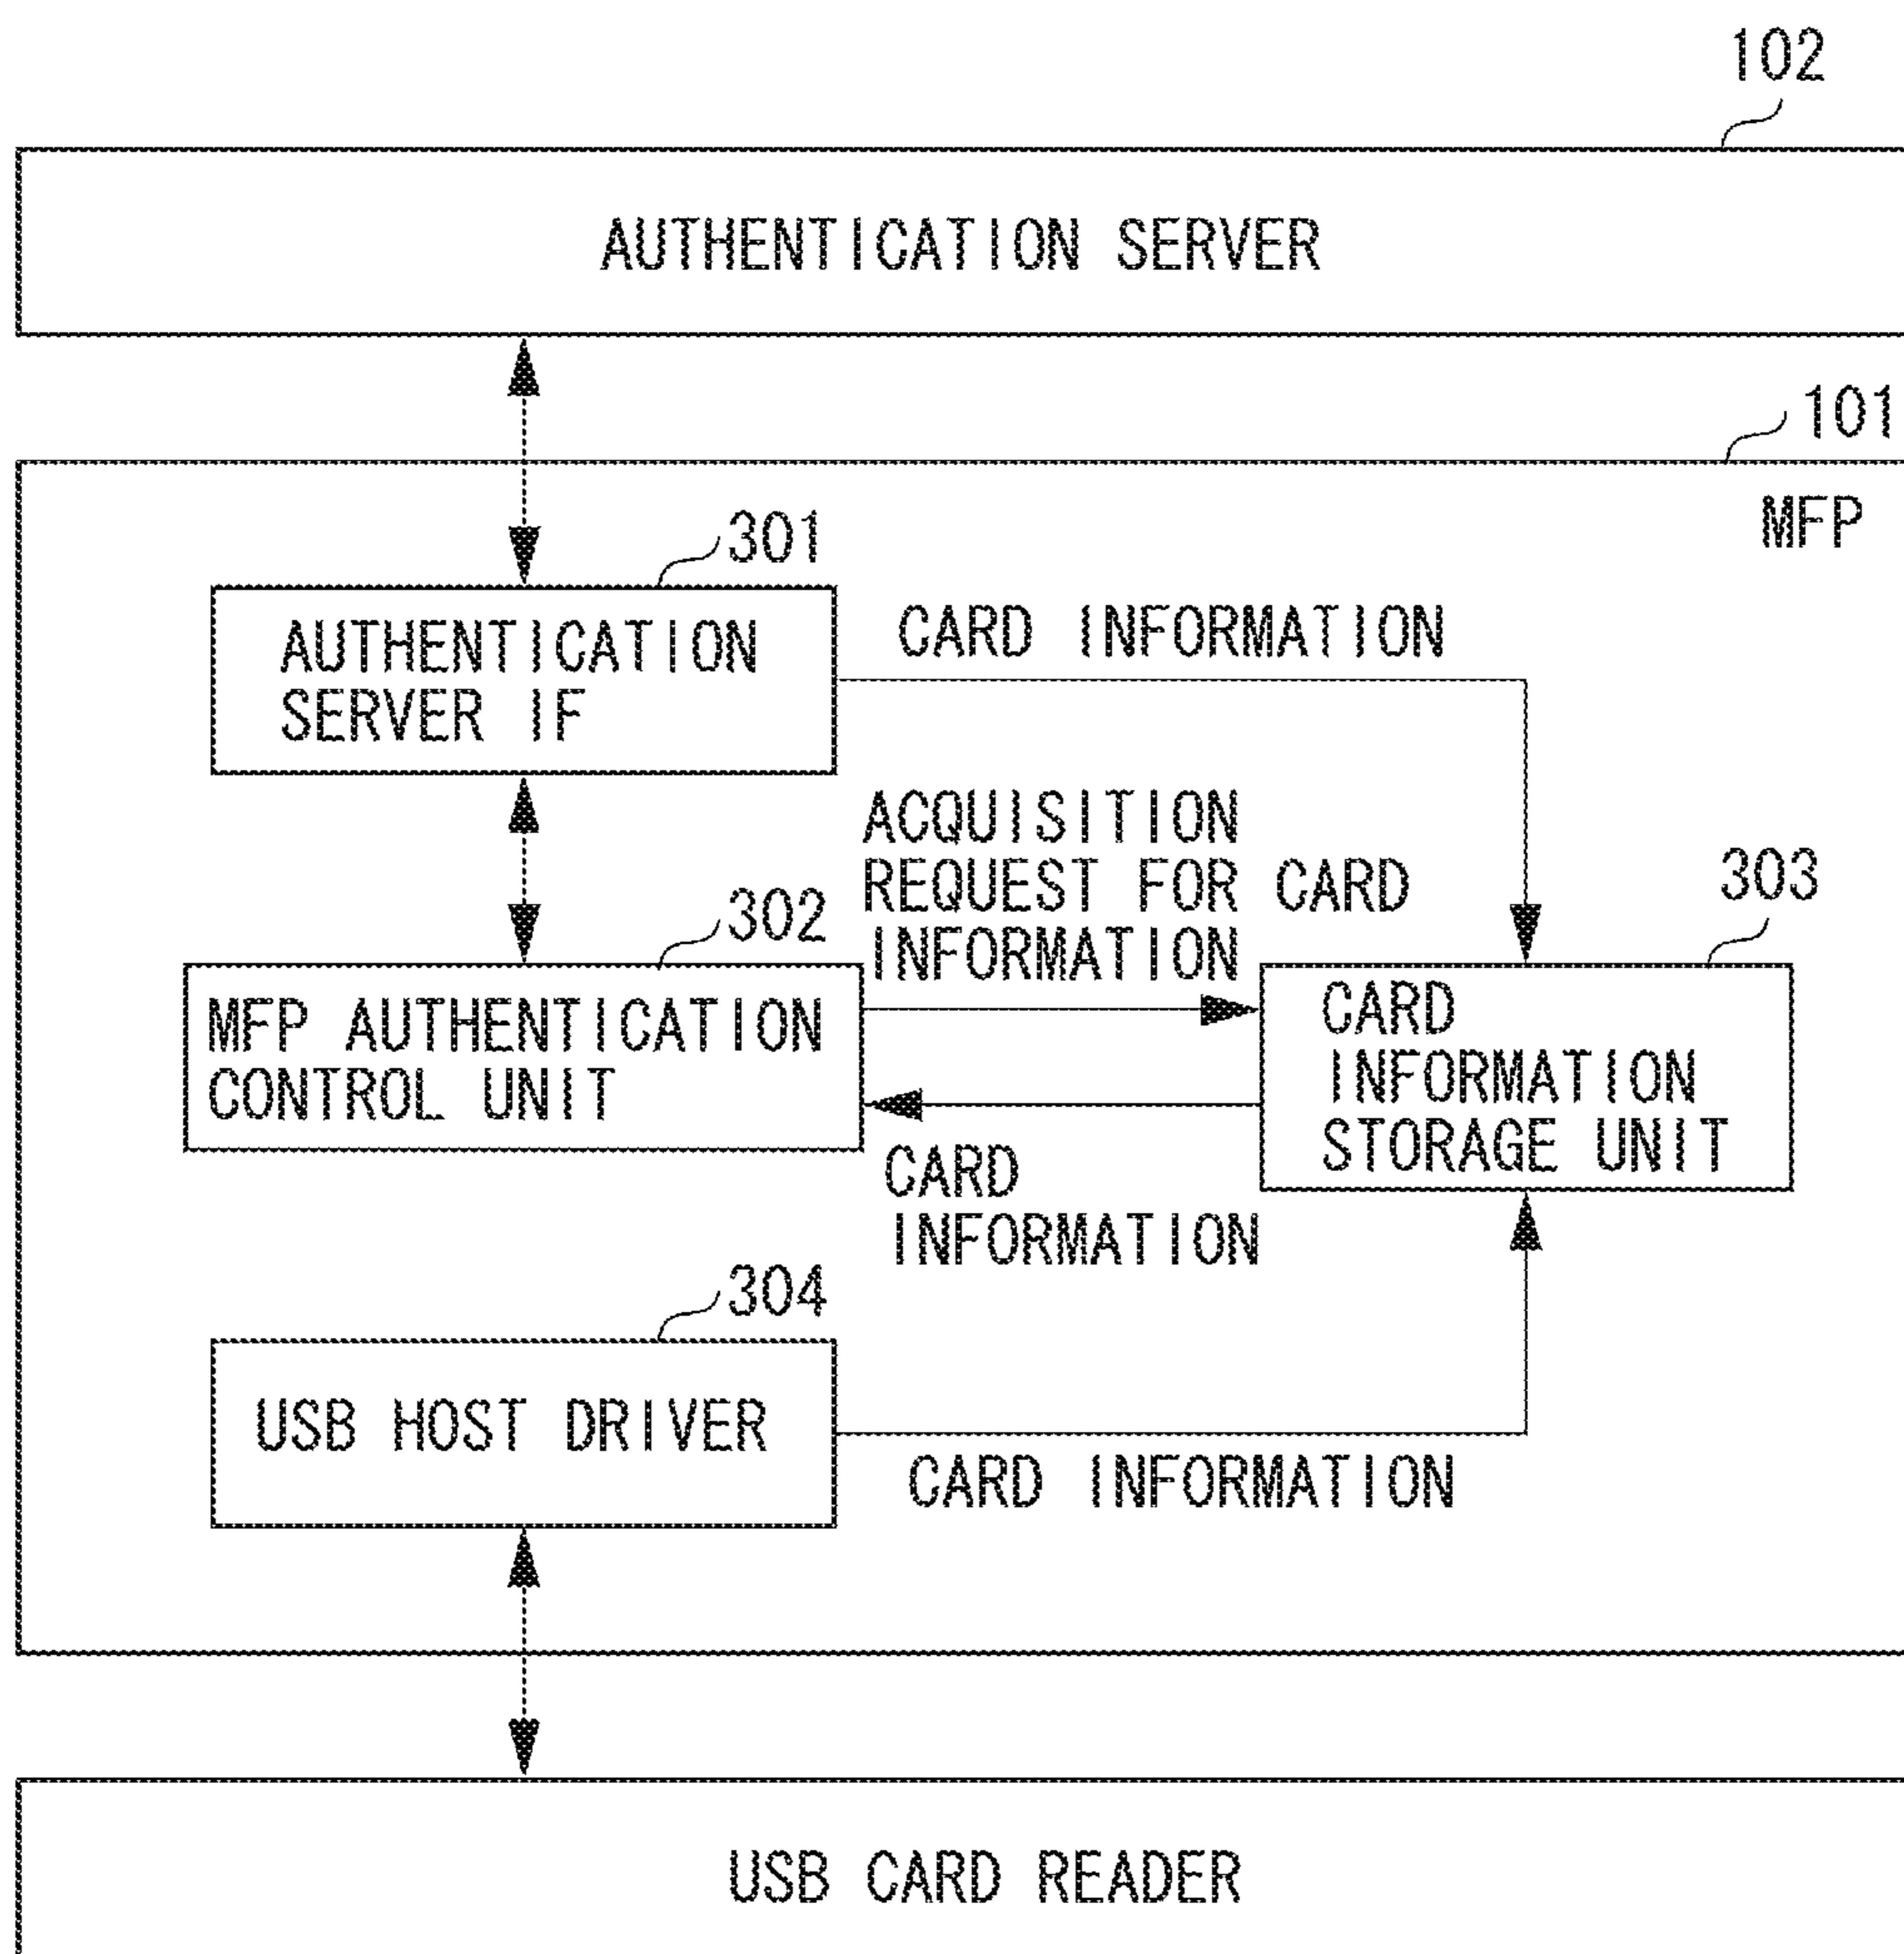 102
AUTHENTICATION SERVER
101
MFP
301
AUTHENTICATION
SERVER IF
CARD INFORMATION
ACQUISITION
REQUEST FOR CARD
INFORMATION
302
MFP AUTHENTICATION
CONTROL UNIT
303
CARD
INFORMATION
STORAGE UNIT
CARD
INFORMATION
304
USB HOST DRIVER
CARD INFORMATION
USB CARD READER